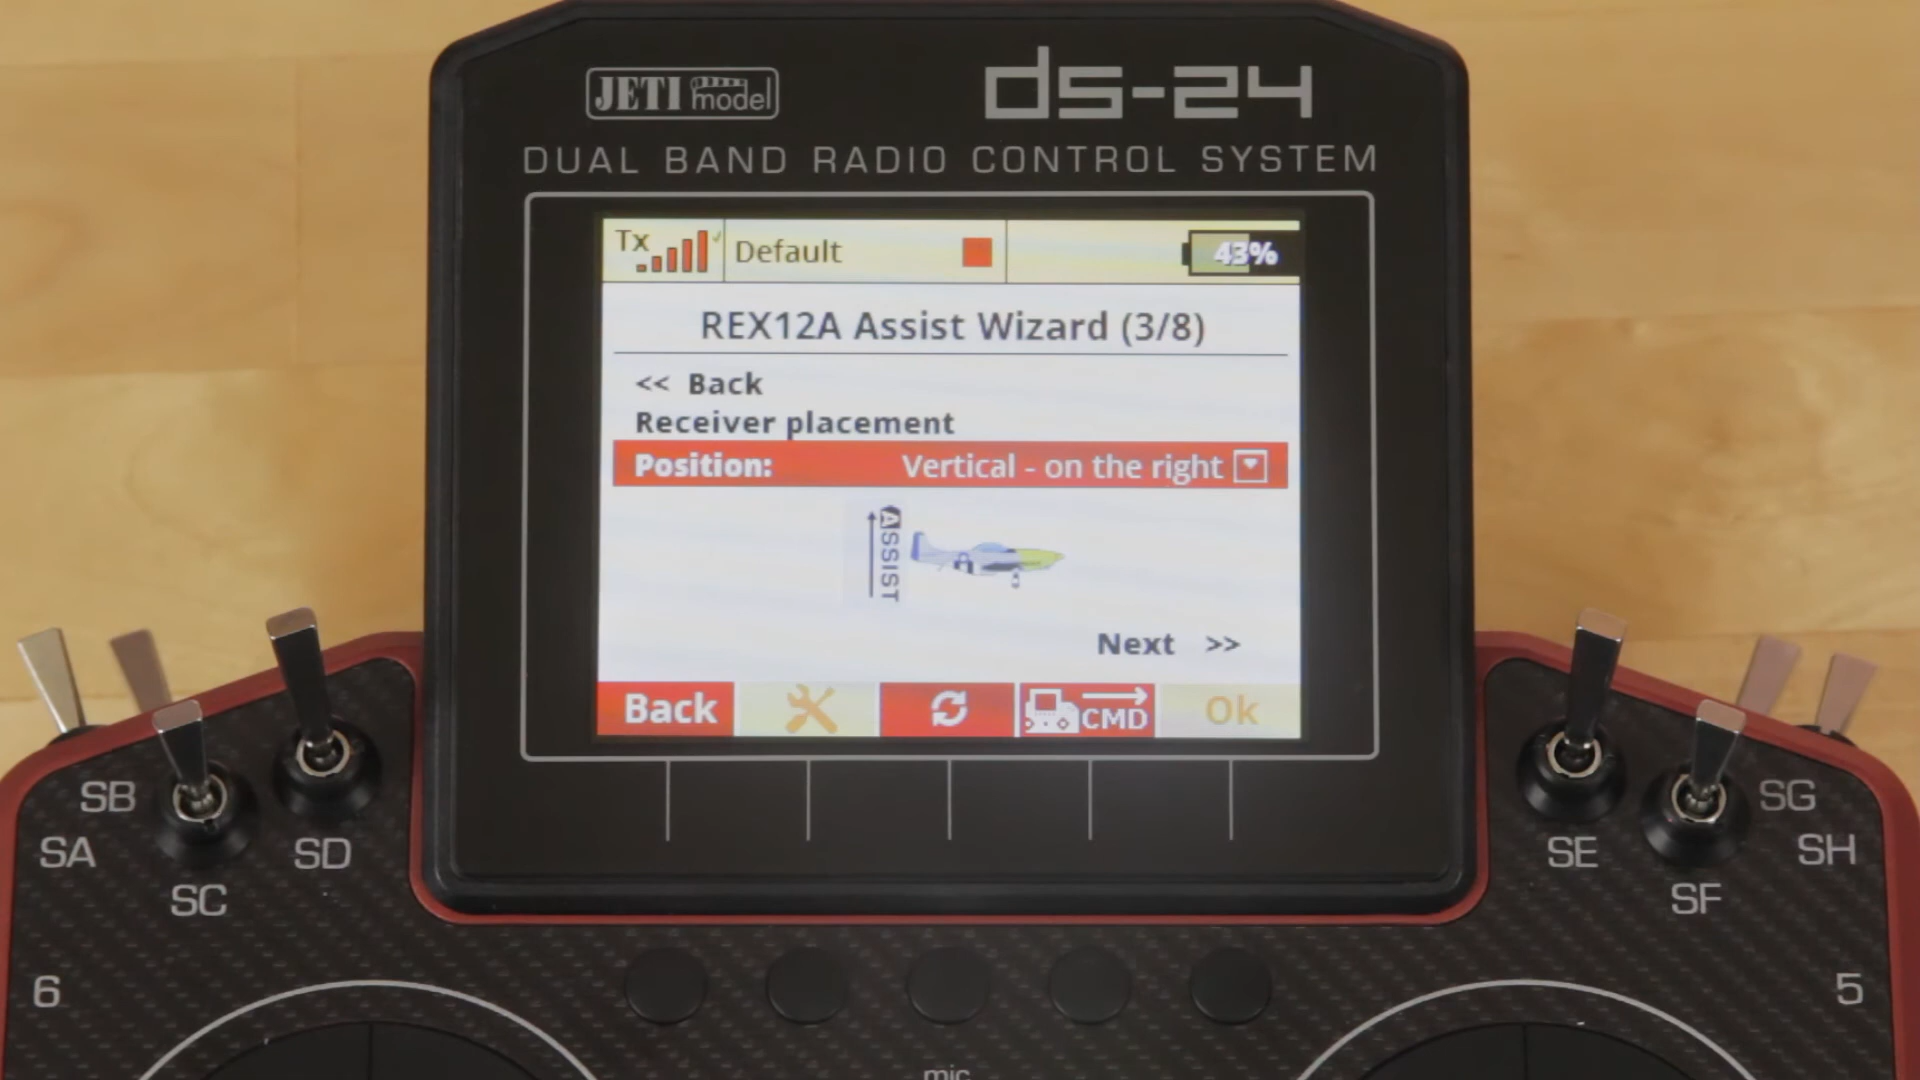 JETI model
ds-24
DUAL BAND RADIO CONTROL SYSTEM
Tx Default 43%
REX12A Assist Wizard (3/8)
<< Back
Receiver placement
Position: Vertical - on the right
ASSIST
Next >>
Back CMD Ok
SB
SA
SC
SD
SE
SF
SG
SH
6
5
mic